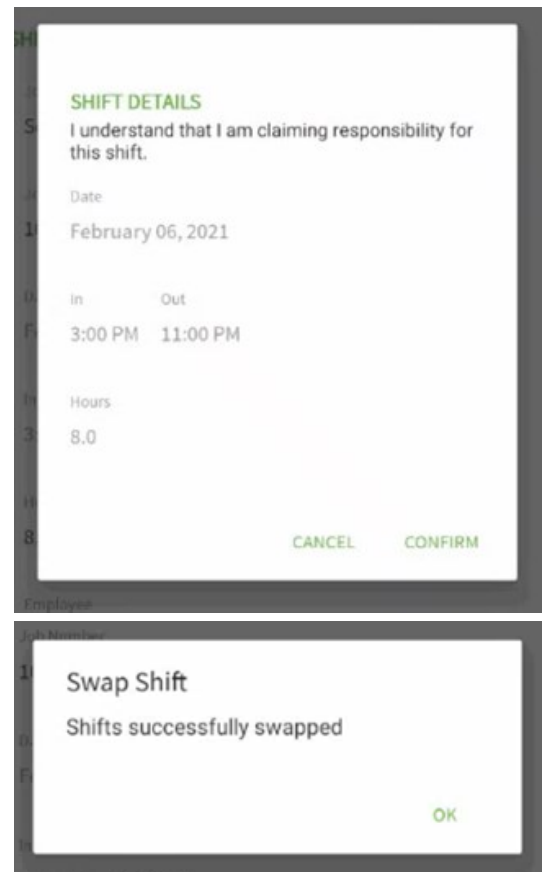 SHIFT DETAILS
I understand that I am claiming responsibility for
this shift.
Date
February 06, 2021
In Out
3:00 PM 11:00 PM
Hours
8.0
CANCEL CONFIRM
Employee
Job Number
Swap Shift
Shifts successfully swapped
OK